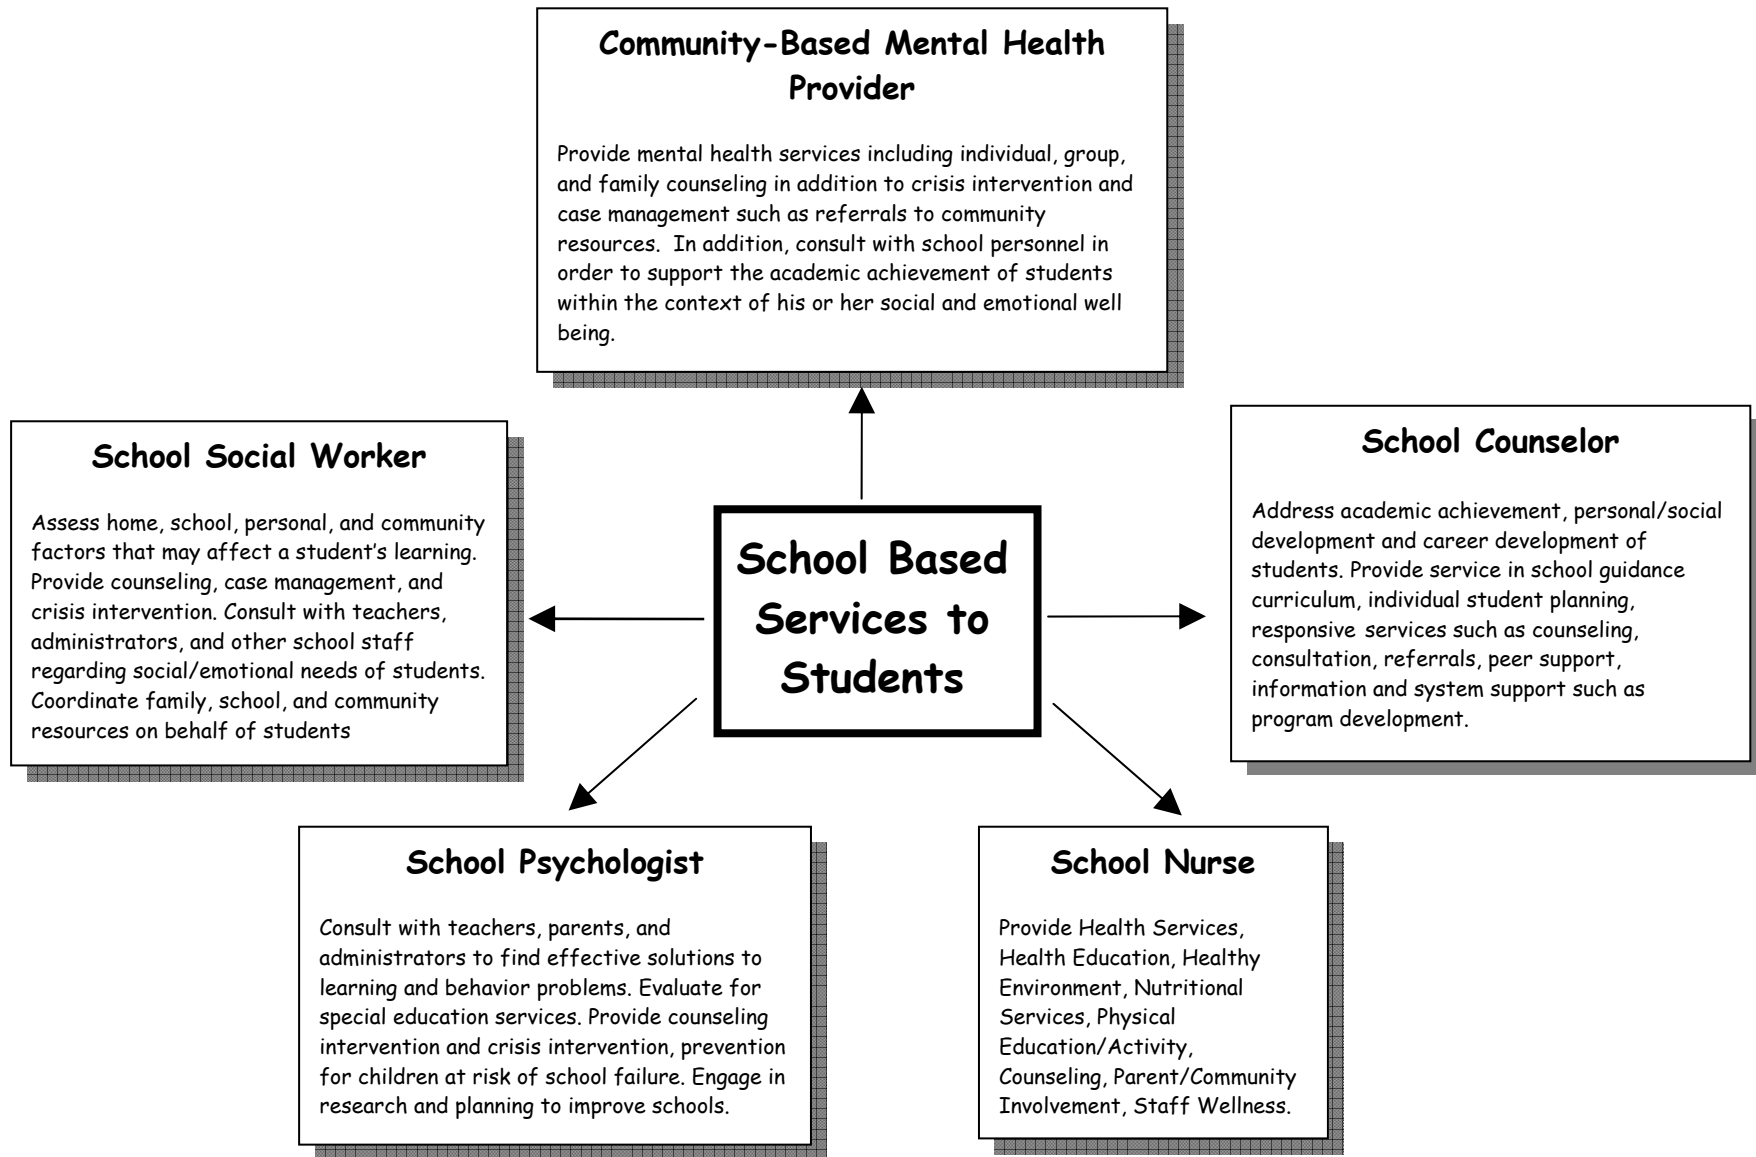 Community-Based Mental Health
Provider
Provide mental health services including individual, group,
and family counseling in addition to crisis intervention and
case management such as referrals to community
resources.  In addition, consult with school personnel in
order to support the academic achievement of students
within the context of his or her social and emotional well
being.
School Social Worker
Assess home, school, personal, and community
factors that may affect a student's learning.
Provide counseling, case management, and
crisis intervention. Consult with teachers,
administrators, and other school staff
regarding social/emotional needs of students.
Coordinate family, school, and community
resources on behalf of students
School Based
Services to
Students
School Counselor
Address academic achievement, personal/social
development and career development of
students. Provide service in school guidance
curriculum, individual student planning,
responsive services such as counseling,
consultation, referrals, peer support,
information and system support such as
program development.
School Psychologist
Consult with teachers, parents, and
administrators to find effective solutions to
learning and behavior problems. Evaluate for
special education services. Provide counseling
intervention and crisis intervention, prevention
for children at risk of school failure. Engage in
research and planning to improve schools.
School Nurse
Provide Health Services,
Health Education, Healthy
Environment, Nutritional
Services, Physical
Education/Activity,
Counseling, Parent/Community
Involvement, Staff Wellness.